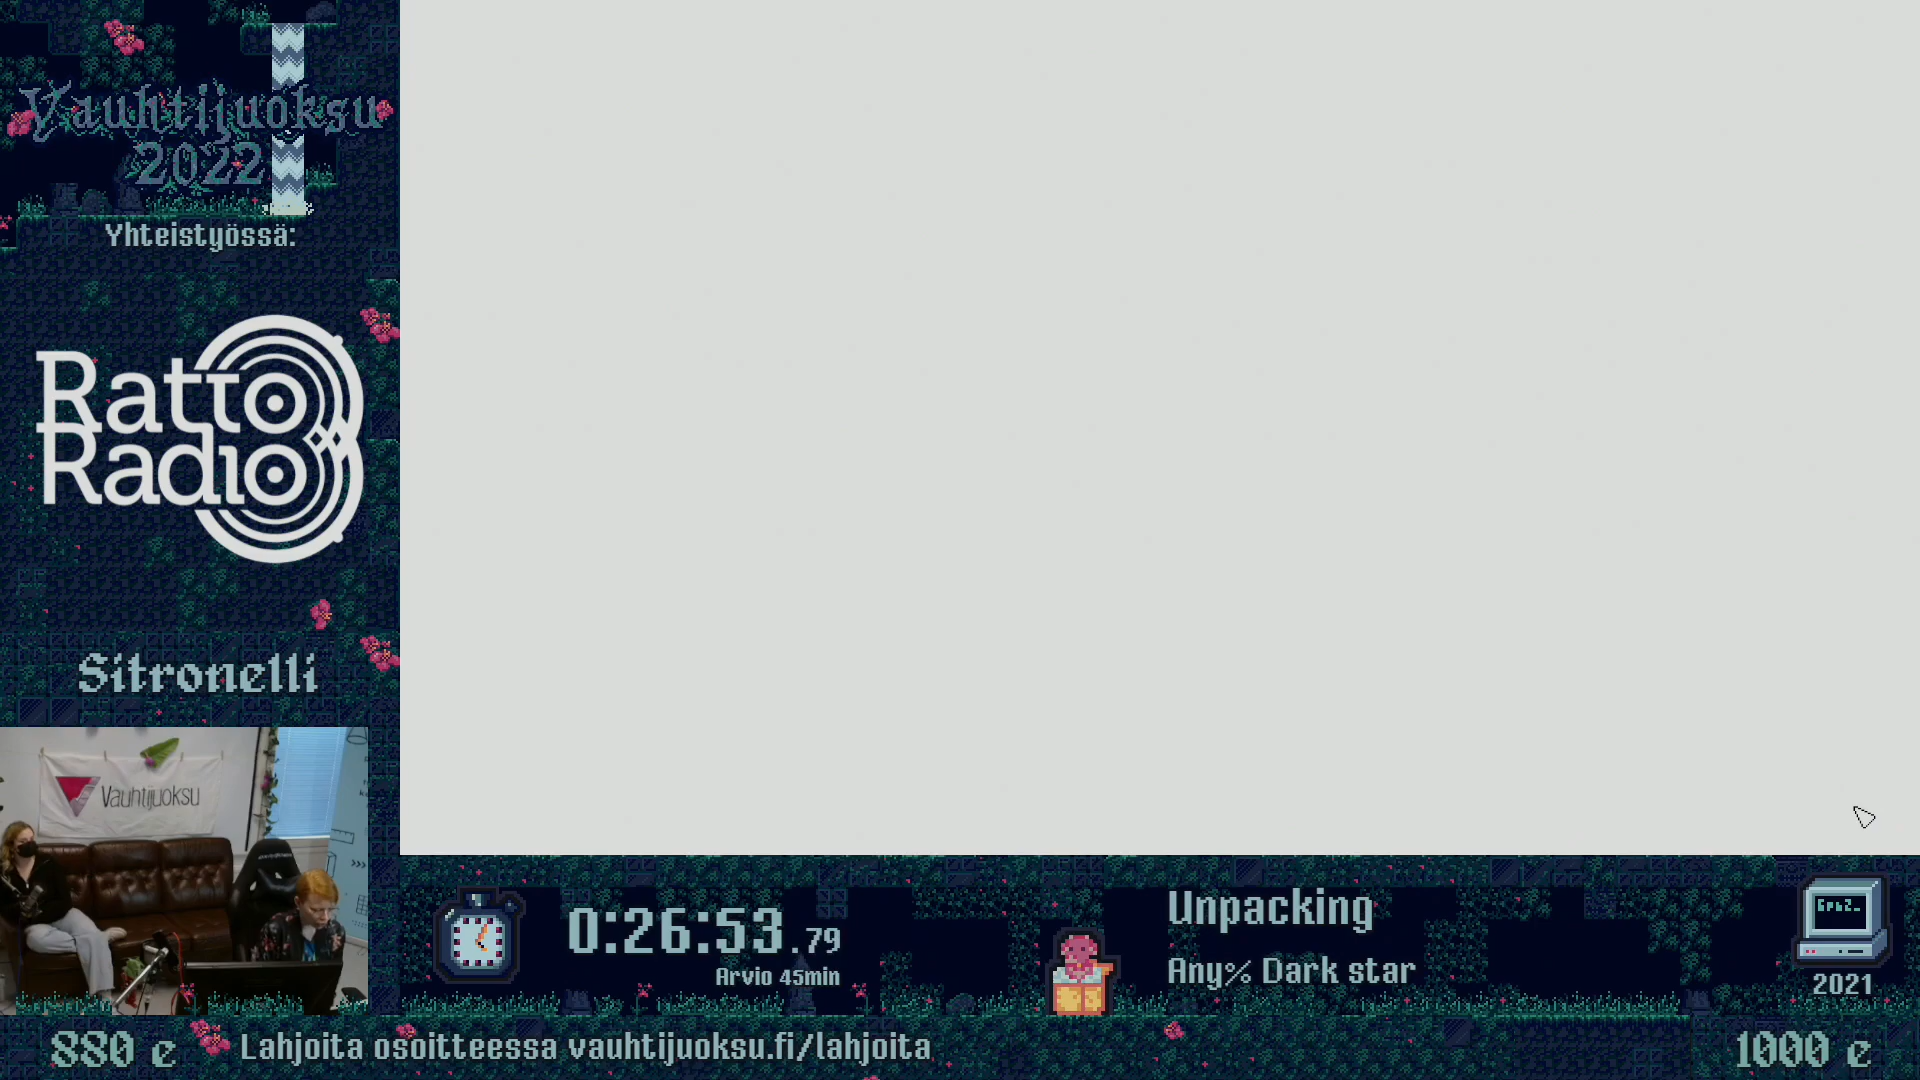 Vauhtijuoksu
2022
Yhteistyössä:
Ratto
Radio
Sitronelli
Vauhtijuoksu
0:26:53.79
Arvio 45min
Unpacking
Any% Dark star
2021
880 e
Lahjoita osoitteessa vauhtijuoksu.fi/lahjoita
1000 e